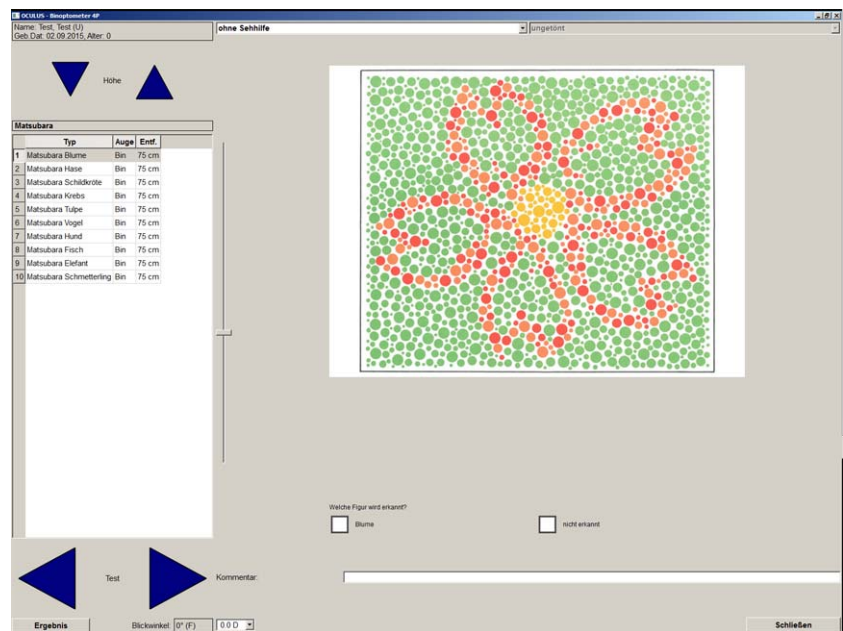 OCULUS - Binoptometer 4P
Name: Test, Test (U)
Geb.Dat: 02.09.2015, Alter: 0
ohne Sehhilfe
ungetönt
Höhe
Matsubara
Typ Auge Entf.
1 Matsubara Blume Bin 75 cm
2 Matsubara Hase Bin 75 cm
3 Matsubara Schildkröte Bin 75 cm
4 Matsubara Krebs Bin 75 cm
5 Matsubara Tulpe Bin 75 cm
6 Matsubara Vogel Bin 75 cm
7 Matsubara Hund Bin 75 cm
8 Matsubara Fisch Bin 75 cm
9 Matsubara Elefant Bin 75 cm
10 Matsubara Schmetterling Bin 75 cm
Welche Figur wird erkannt?
Blume
nicht erkannt
Test
Kommentar:
Ergebnis
Blickwinkel: 0° (F)
0.0 D
Schließen